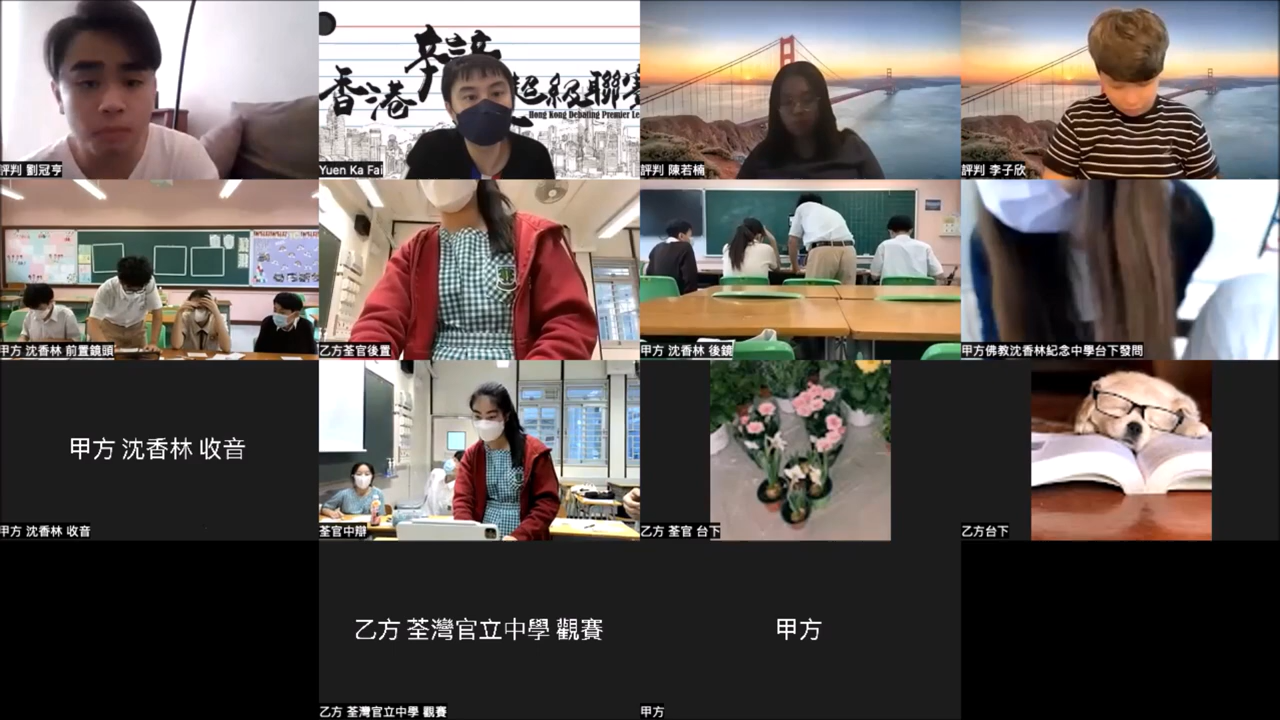 香港辯論超級聯賽
Hong Kong Debating Premier Le
評判 劉冠亨
Yuen Ka Fai
評判 陳若楠
評判 李子欣
甲方 沈香林 前置鏡頭
乙方荃官後置
甲方 沈香林 後鏡
甲方佛教沈香林紀念中學台下發問
甲方 沈香林 收音
甲方 沈香林 收音
荃官中辯
乙方 荃官 台下
乙方台下
乙方 荃灣官立中學 觀賽
甲方
乙方 荃灣官立中學 觀賽
甲方